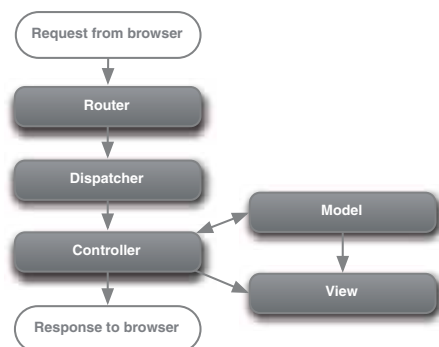 Request from browser
Router
Dispatcher
Model
Controller
View
Response to browser